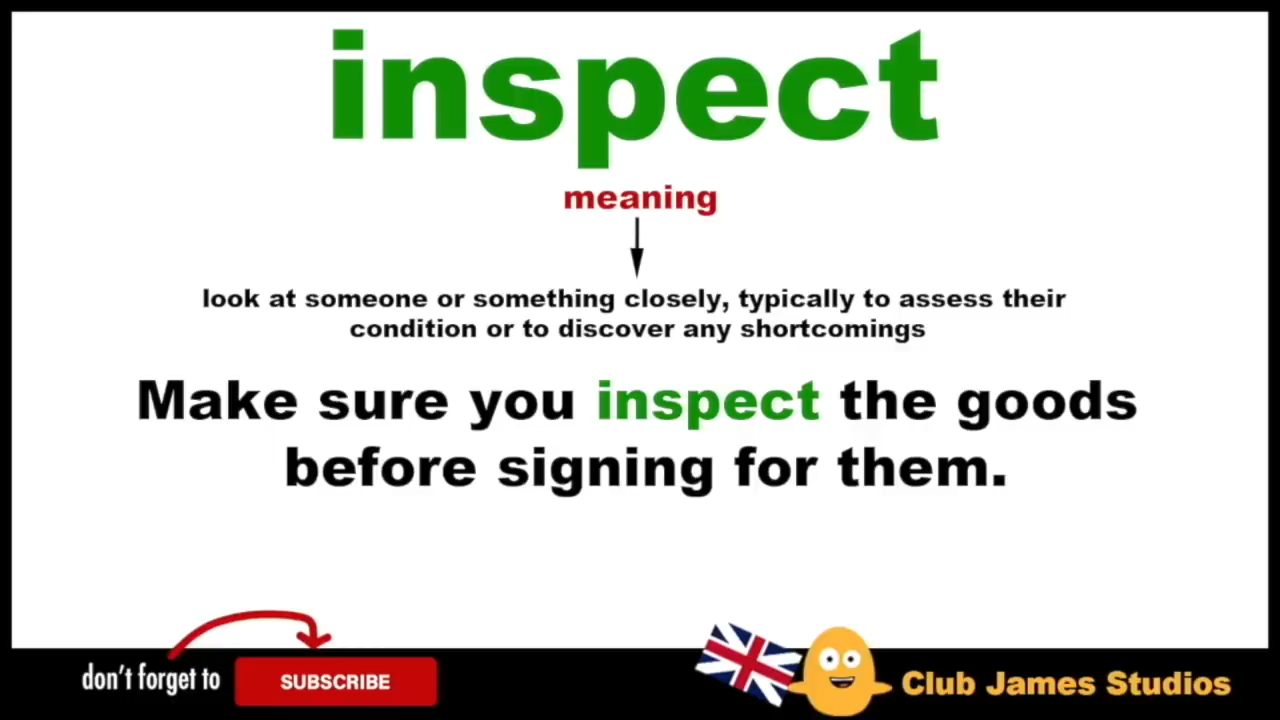 inspect
meaning
look at someone or something closely, typically to assess their
condition or to discover any shortcomings
Make sure you inspect the goods
before signing for them.
don't forget to SUBSCRIBE
Club James Studios